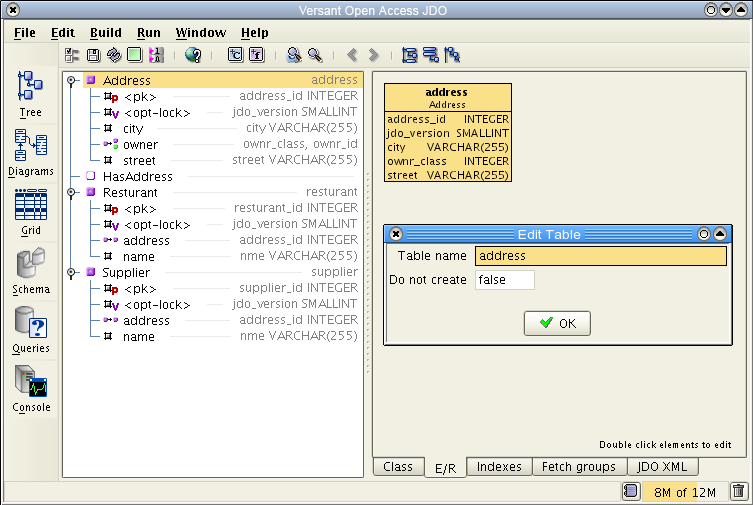 Versant Open Access JDO
File Edit Build Run Window Help
Tree
Diagrams
Grid
Schema
Queries
Console
Address address
<pk> address_id INTEGER
<opt-lock> jdo_version SMALLINT
city city VARCHAR(255)
owner ownr_class, ownr_id
street street VARCHAR(255)
HasAddress
Resturant resturant
<pk> resturant_id INTEGER
<opt-lock> jdo_version SMALLINT
address address_id INTEGER
name nme VARCHAR(255)
Supplier supplier
<pk> supplier_id INTEGER
<opt-lock> jdo_version SMALLINT
address address_id INTEGER
name nme VARCHAR(255)
address
Address
address_id INTEGER
jdo_version SMALLINT
city VARCHAR(255)
ownr_class INTEGER
street VARCHAR(255)
Edit Table
Table name address
Do not create false
OK
Double click elements to edit
Class E/R Indexes Fetch groups JDO XML
8M of 12M